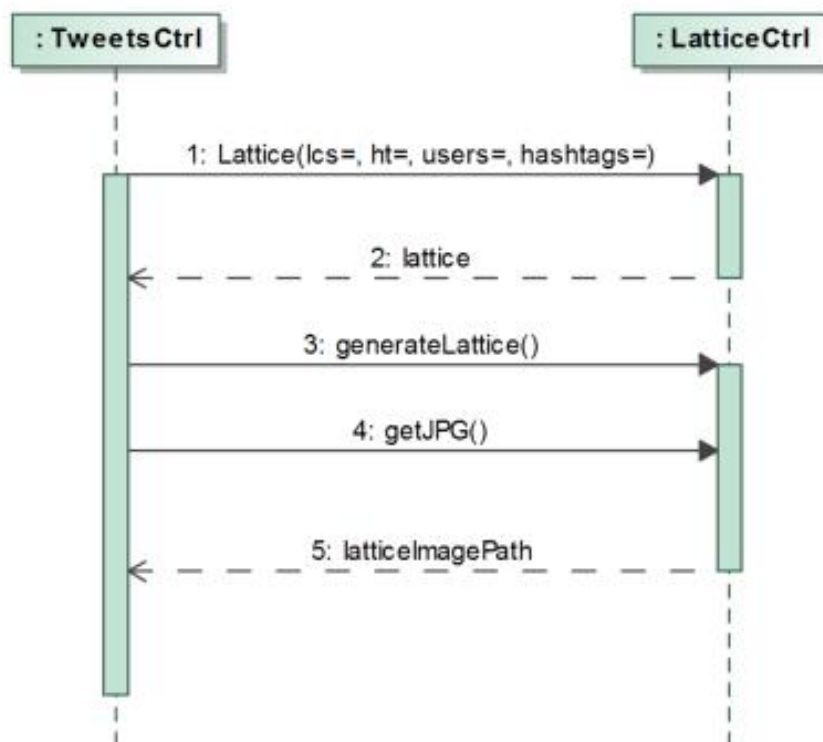 : TweetsCtrl
: LatticeCtrl
1: Lattice(lcs=, ht=, users=, hashtags=)
2: lattice
3: generateLattice()
4: getJPG()
5: latticeImagePath